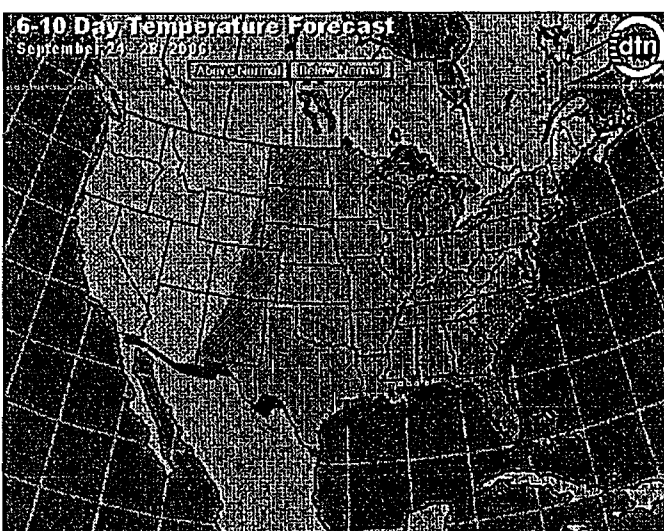 6-10 Day Temperature Forecast
September 24 - 28, 2006
dtn
Above Normal Below Normal